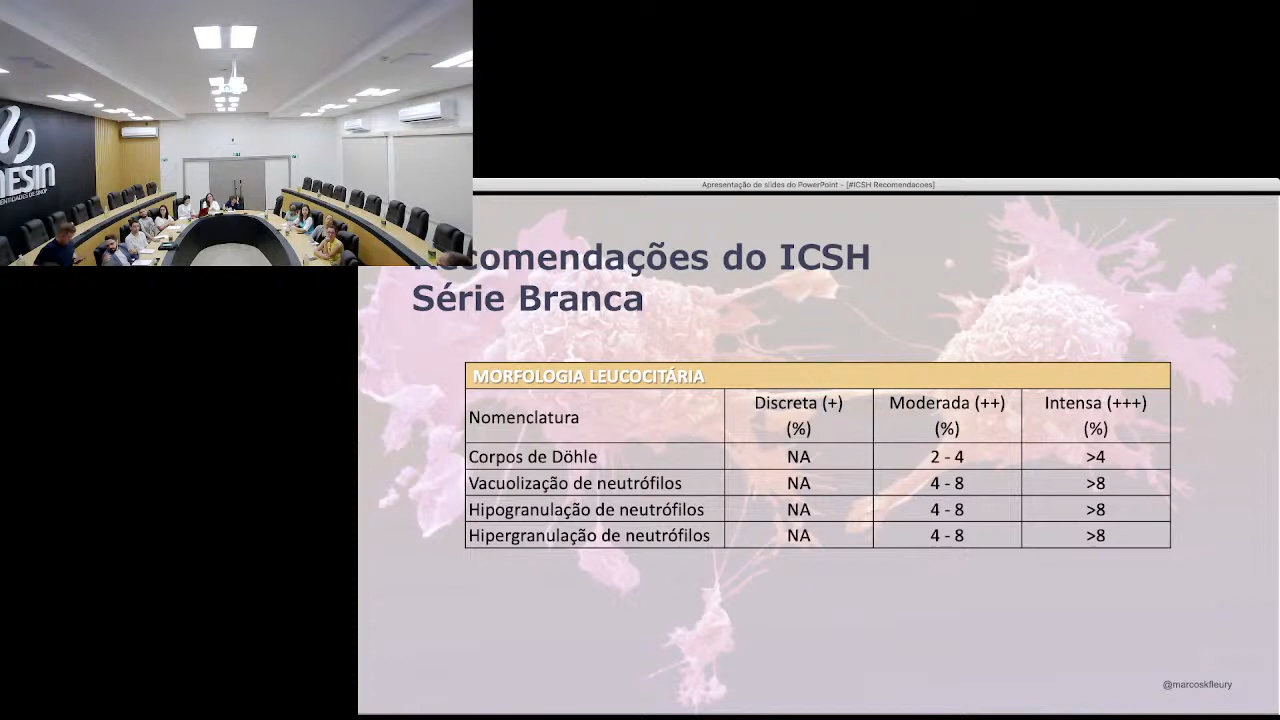 Apresentação de slides do PowerPoint - [#ICSH Recomendacoes]
Recomendações do ICSH
Série Branca
MORFOLOGIA LEUCOCITÁRIA
Nomenclatura Discreta (+) (%) Moderada (++) (%) Intensa (+++) (%)
Corpos de Döhle NA 2 - 4 >4
Vacuolização de neutrófilos NA 4 - 8 >8
Hipogranulação de neutrófilos NA 4 - 8 >8
Hipergranulação de neutrófilos NA 4 - 8 >8
@marcoskfleury